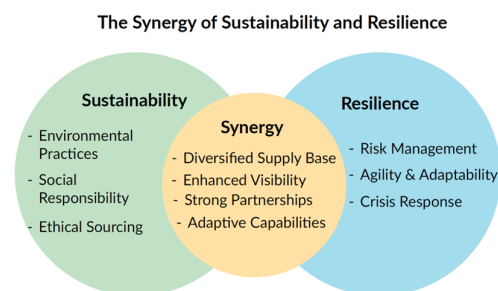 The Synergy of Sustainability and Resilience
Sustainability
- Environmental
Practices
- Social
Responsibility
- Ethical Sourcing
Synergy
- Diversified Supply Base
- Enhanced Visibility
- Strong Partnerships
- Adaptive Capabilities
Resilience
- Risk Management
- Agility & Adaptability
- Crisis Response